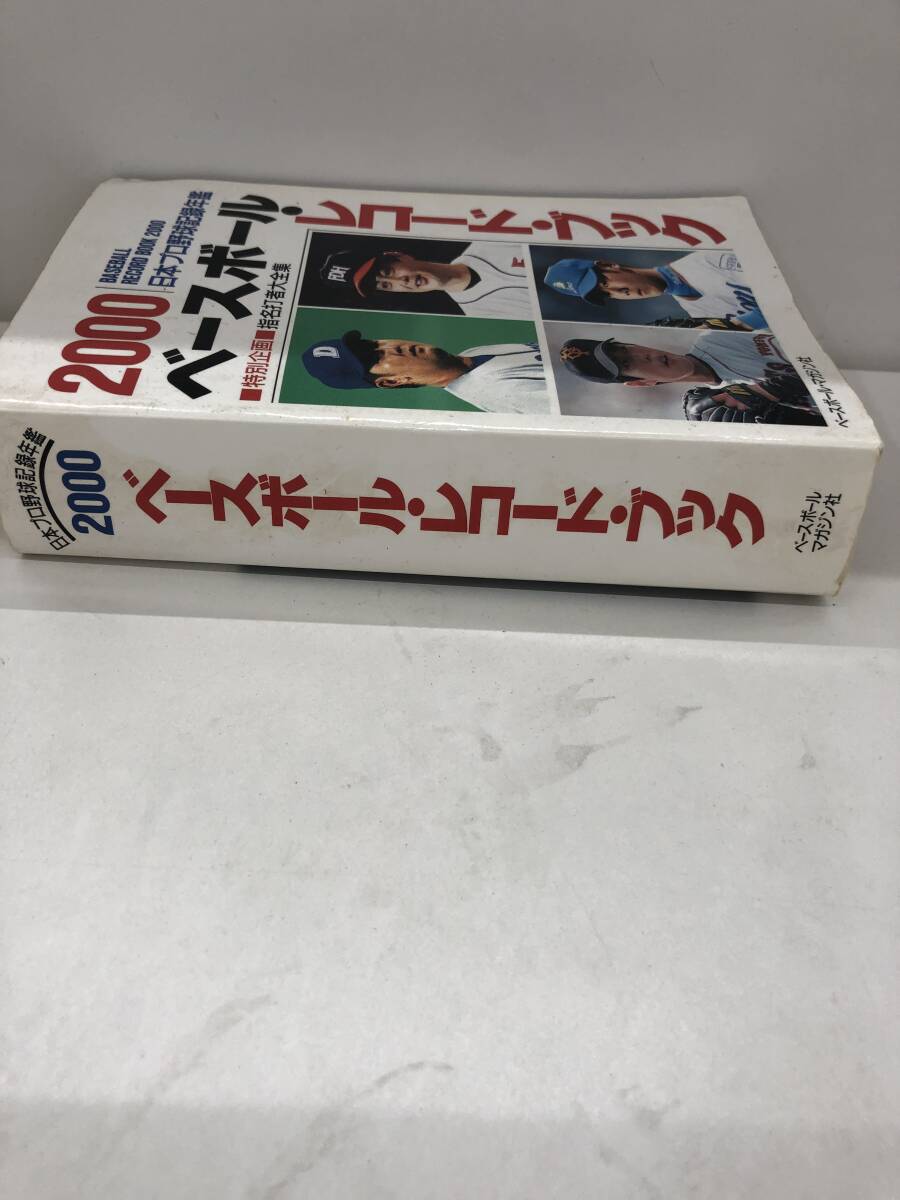 2000
BASEBALL
RECORD BOOK 2000
日本プロ野球記録年鑑
ベースボール・
レコード・ブック
■特別企画■指名打者大全集
FDH
D
ベースボール・マガジン社
日本プロ野球記録年鑑
2000
ベースボール・レコード・ブック
ベースボール
マガジン社